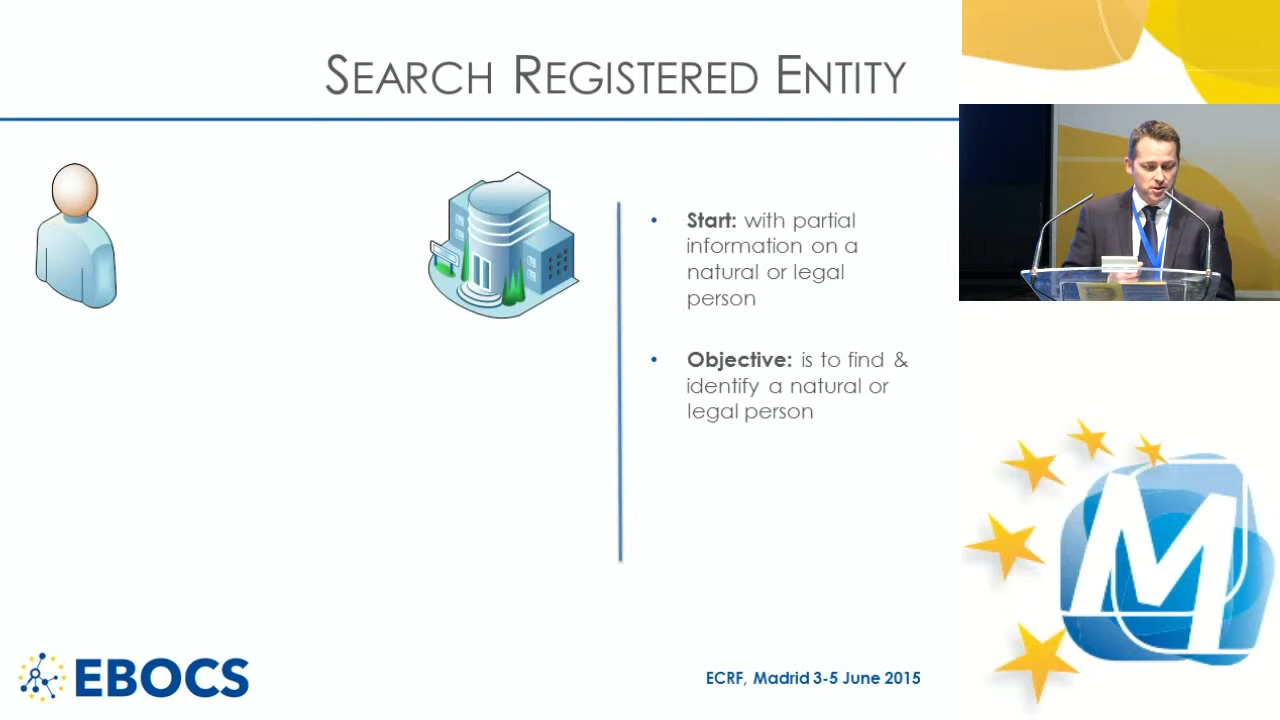 SEARCH REGISTERED ENTITY
• Start: with partial
information on a
natural or legal
person
• Objective: is to find &
identify a natural or
legal person
EBOCS
ECRF, Madrid 3-5 June 2015
M